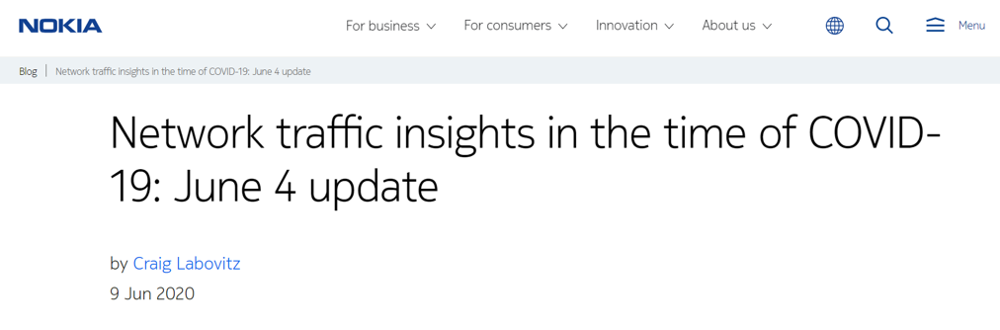 NOKIA For business For consumers Innovation About us Menu
Blog Network traffic insights in the time of COVID-19: June 4 update
Network traffic insights in the time of COVID-
19: June 4 update
by Craig Labovitz
9 Jun 2020